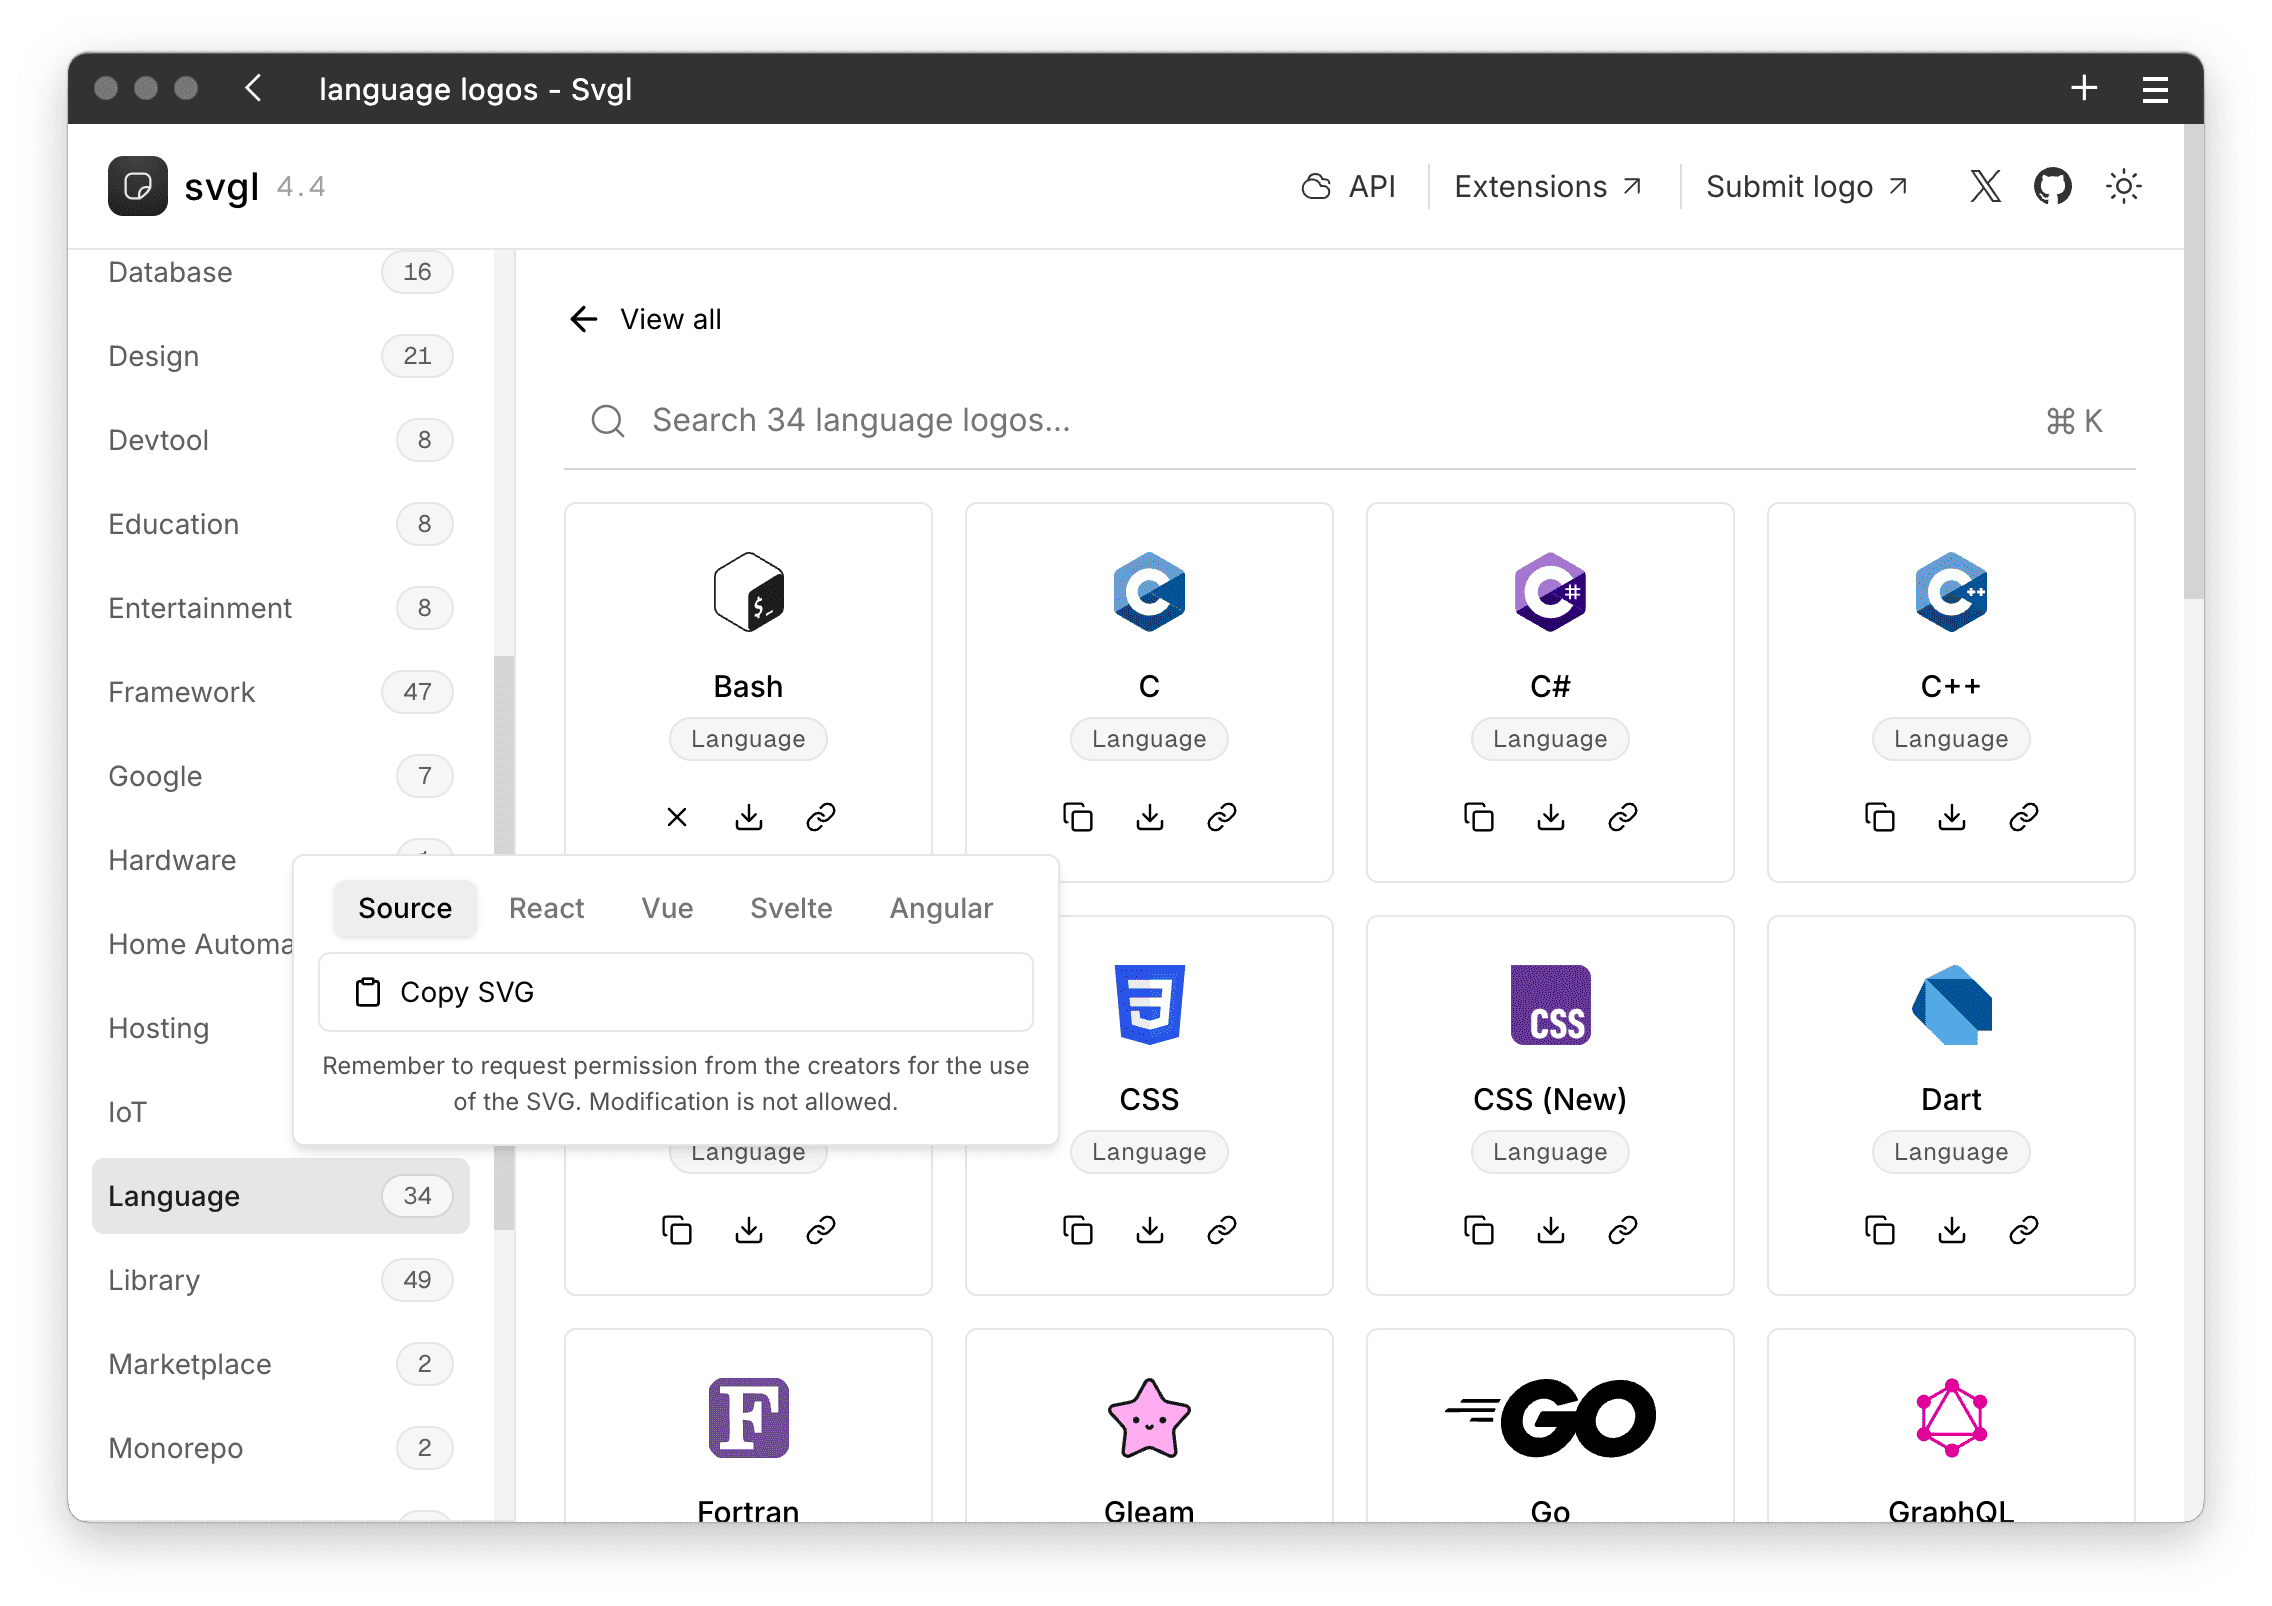 language logos - Svgl
svgl 4.4
API
Extensions
Submit logo
Database 16
Design 21
Devtool 8
Education 8
Entertainment 8
Framework 47
Google 7
Hardware
Home Automa
Hosting
IoT
Language 34
Library 49
Marketplace 2
Monorepo 2
View all
Search 34 language logos...
⌘ K
$_
Bash
Language
C
C
Language
C#
C#
Language
C++
C++
Language
Source React Vue Svelte Angular
Copy SVG
Remember to request permission from the creators for the use
of the SVG. Modification is not allowed.
Language
3
CSS
Language
CSS
CSS (New)
Language
Dart
Language
F
Fortran
Gleam
GO
Go
GraphQL